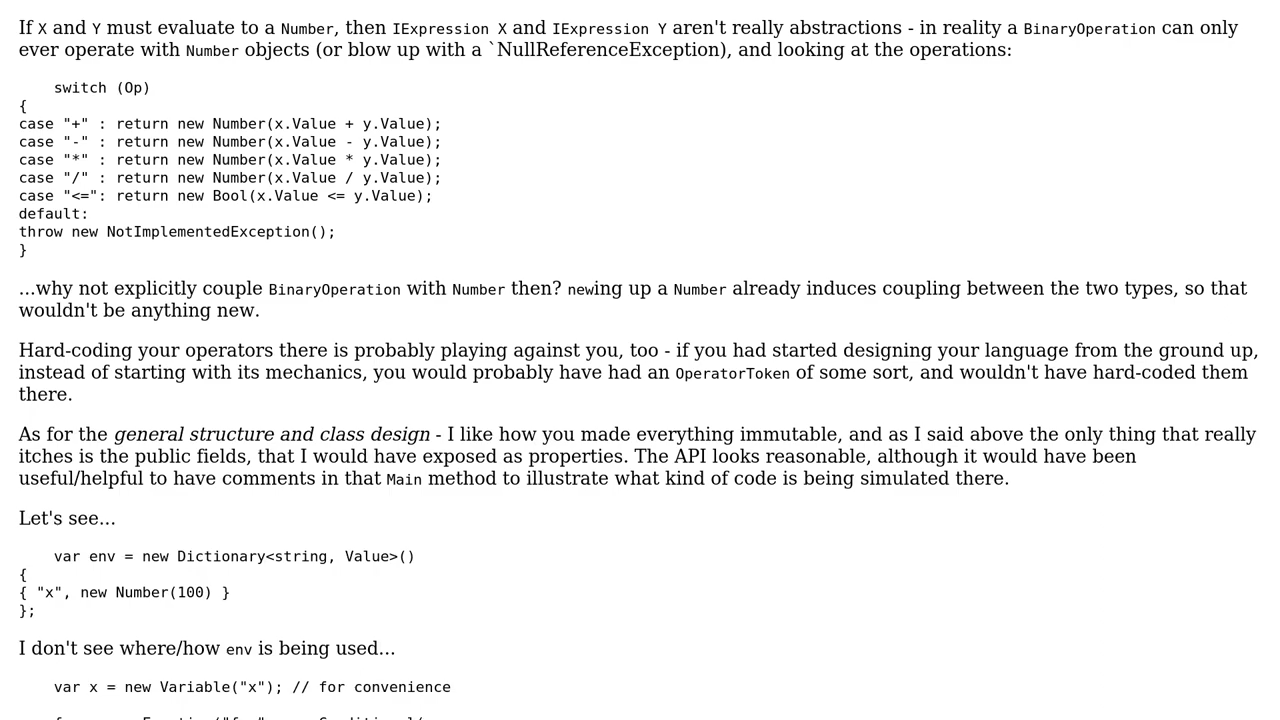 If X and Y must evaluate to a Number, then IExpression X and IExpression Y aren't really abstractions - in reality a BinaryOperation can only
ever operate with Number objects (or blow up with a `NullReferenceException), and looking at the operations:
switch (Op)
{
case "+" : return new Number(x.Value + y.Value);
case "-" : return new Number(x.Value - y.Value);
case "*" : return new Number(x.Value * y.Value);
case "/" : return new Number(x.Value / y.Value);
case "<=": return new Bool(x.Value <= y.Value);
default:
throw new NotImplementedException();
}
...why not explicitly couple BinaryOperation with Number then? newing up a Number already induces coupling between the two types, so that
wouldn't be anything new.
Hard-coding your operators there is probably playing against you, too - if you had started designing your language from the ground up,
instead of starting with its mechanics, you would probably have had an OperatorToken of some sort, and wouldn't have hard-coded them
there.
As for the general structure and class design - I like how you made everything immutable, and as I said above the only thing that really
itches is the public fields, that I would have exposed as properties. The API looks reasonable, although it would have been
useful/helpful to have comments in that Main method to illustrate what kind of code is being simulated there.
Let's see...
var env = new Dictionary<string, Value>()
{
{ "x", new Number(100) }
};
I don't see where/how env is being used...
var x = new Variable("x"); // for convenience